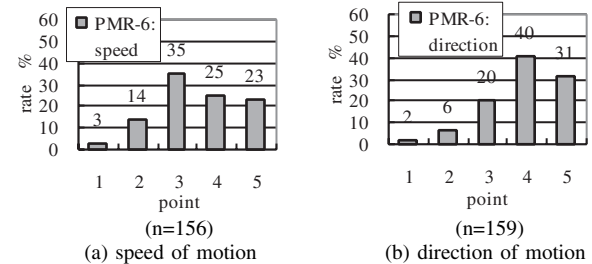 60
50
40
30
20
10
0
rate %
PMR-6:
speed
3
14
35
25
23
1 2 3 4 5
point
(n=156)
(a) speed of motion
60
50
40
30
20
10
0
rate %
PMR-6:
direction
2
6
20
40
31
1 2 3 4 5
point
(n=159)
(b) direction of motion